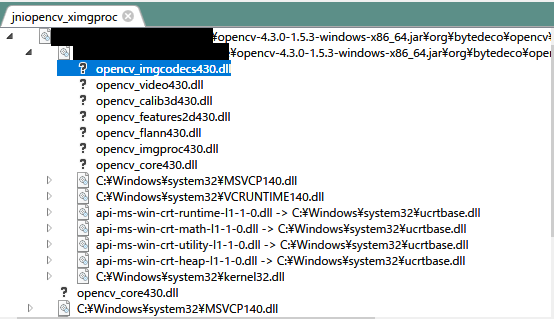 jniopencv_ximgproc
¥opencv-4.3.0-1.5.3-windows-x86_64.jar¥org¥bytedeco¥opencv¥
¥opencv-4.3.0-1.5.3-windows-x86_64.jar¥org¥bytedeco¥open
? opencv_imgcodecs430.dll
? opencv_video430.dll
? opencv_calib3d430.dll
? opencv_features2d430.dll
? opencv_flann430.dll
? opencv_imgproc430.dll
? opencv_core430.dll
C:¥Windows¥system32¥MSVCP140.dll
C:¥Windows¥system32¥VCRUNTIME140.dll
api-ms-win-crt-runtime-l1-1-0.dll -> C:¥Windows¥system32¥ucrtbase.dll
api-ms-win-crt-math-l1-1-0.dll -> C:¥Windows¥system32¥ucrtbase.dll
api-ms-win-crt-utility-l1-1-0.dll -> C:¥Windows¥system32¥ucrtbase.dll
api-ms-win-crt-heap-l1-1-0.dll -> C:¥Windows¥system32¥ucrtbase.dll
C:¥Windows¥system32¥kernel32.dll
? opencv_core430.dll
C:¥Windows¥system32¥MSVCP140.dll